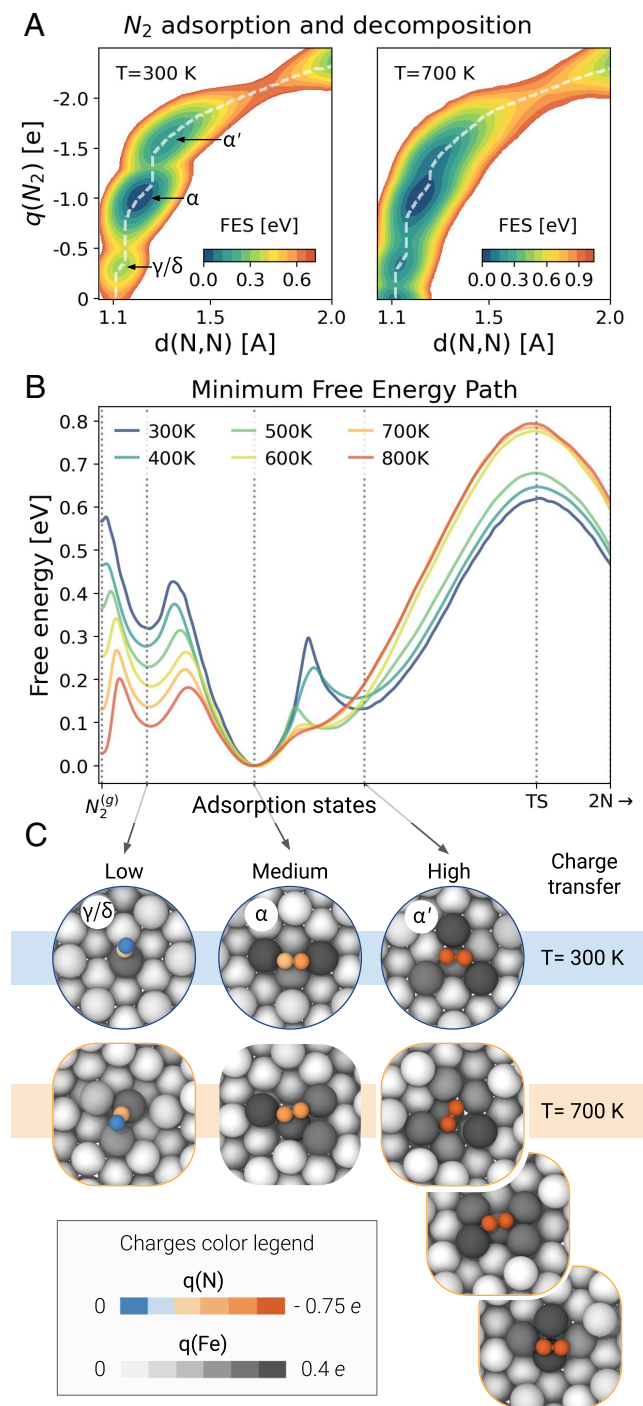 A
N₂ adsorption and decomposition
T=300 K
T=700 K
q(N₂) [e]
-2.0
-1.5
-1.0
-0.5
0
α′
α
γ/δ
FES [eV]
0.0 0.3 0.6
FES [eV]
0.0 0.3 0.6 0.9
1.1 1.5 2.0
1.1 1.5 2.0
d(N,N) [A]
d(N,N) [A]
B
Minimum Free Energy Path
Free energy [eV]
0.8
0.7
0.6
0.5
0.4
0.3
0.2
0.1
0.0
300K 500K 700K
400K 600K 800K
N₂⁽ᵍ⁾ Adsorption states TS 2N →
C
Low Medium High
Charge
transfer
γ/δ α α′
T= 300 K
T= 700 K
Charges color legend
q(N)
0 - 0.75 e
q(Fe)
0 0.4 e